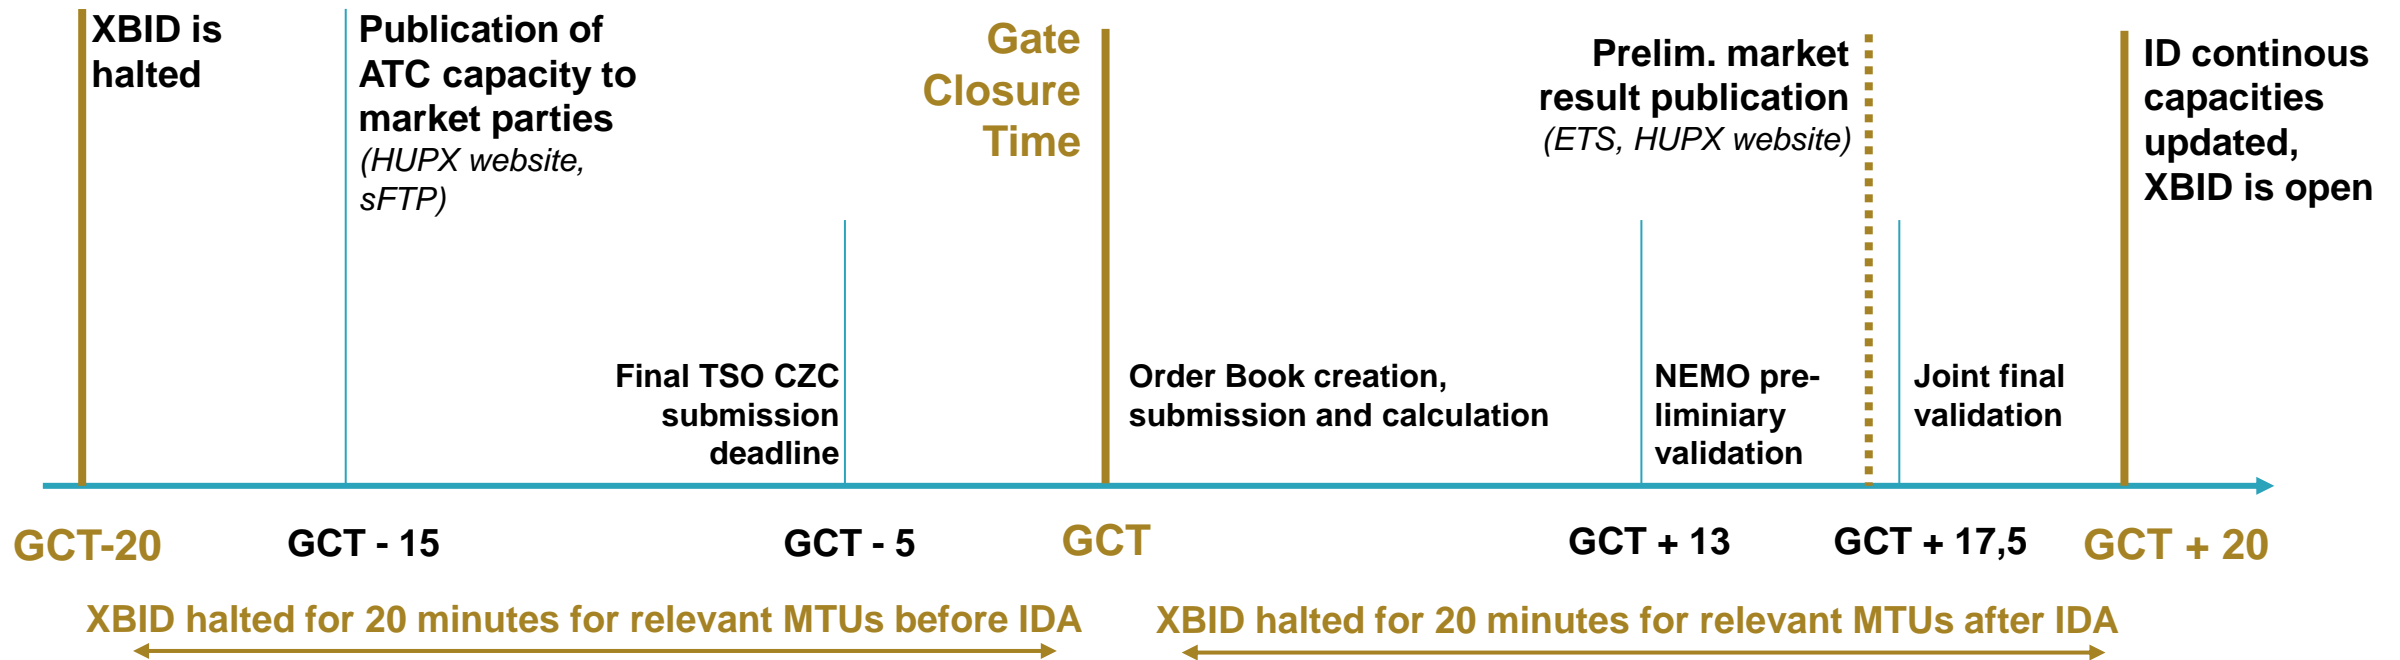 XBID is
halted
Publication of
ATC capacity to
market parties
(HUPX website,
sFTP)
Gate
Closure
Time
Prelim. market
result publication
(ETS, HUPX website)
ID continous
capacities
updated,
XBID is open
Final TSO CZC
submission
deadline
Order Book creation,
submission and calculation
NEMO pre-
liminiary
validation
Joint final
validation
GCT-20
GCT - 15
GCT - 5
GCT
GCT + 13
GCT + 17,5
GCT + 20
XBID halted for 20 minutes for relevant MTUs before IDA
XBID halted for 20 minutes for relevant MTUs after IDA